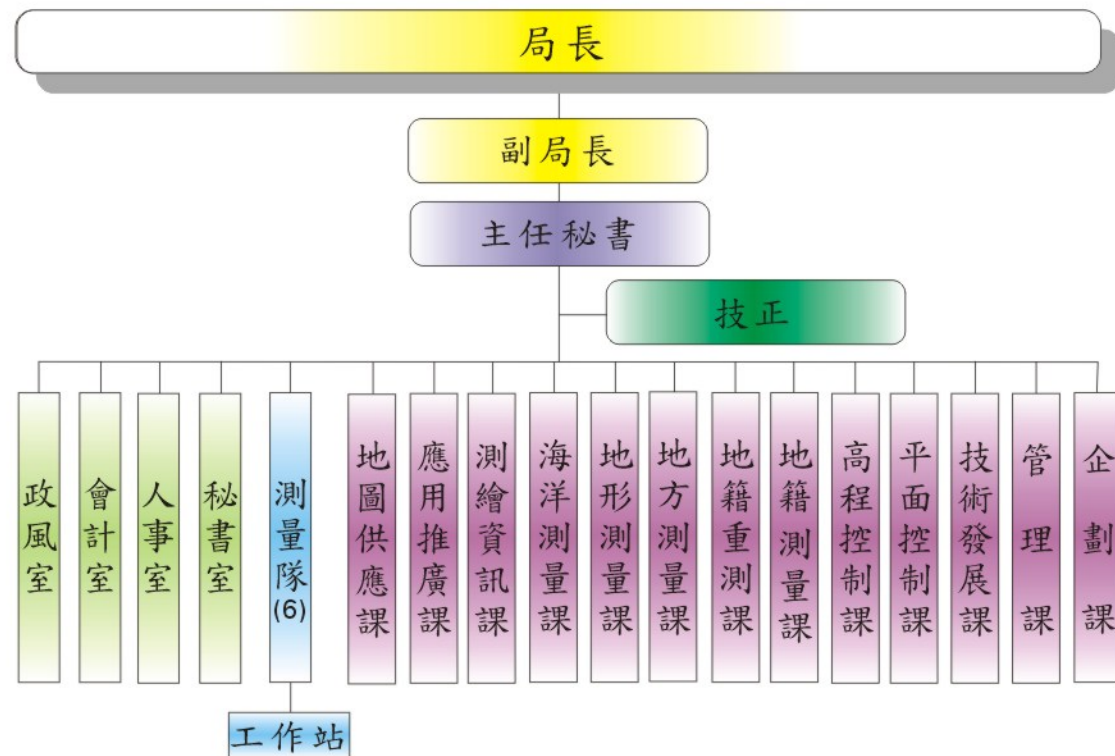 局長
副局長
主任秘書
技正
政風室
會計室
人事室
秘書室
測量隊(6)
地圖供應課
應用推廣課
測繪資訊課
海洋測量課
地形測量課
地方測量課
地籍重測課
地籍測量課
高程控制課
平面控制課
技術發展課
管理課
企劃課
工作站